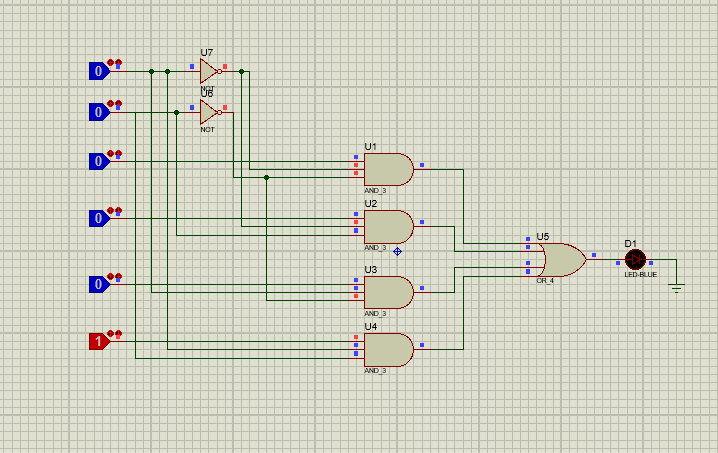 U7
0
NOT
U6
0
NOT
U1
0
AND_3
U2
0
AND_3
U5
D1
OR_4
LED-BLUE
U3
0
AND_3
U4
1
AND_3